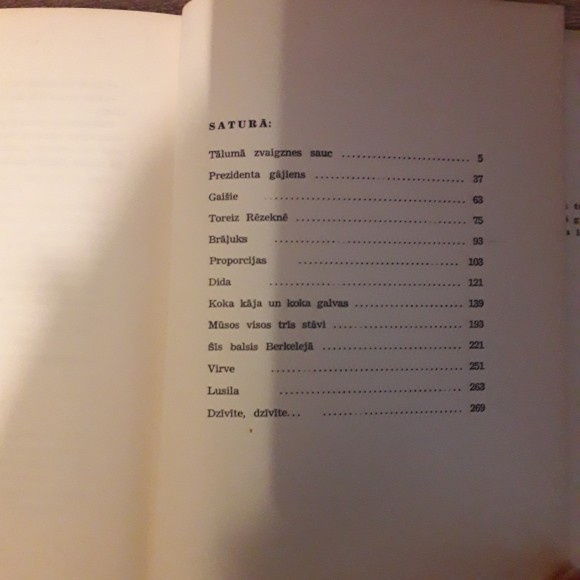 SATURĀ:
Tālumā zvaigznes sauc .......................... 5
Prezidenta gājiens ................................ 37
Gaišie ........................................ 63
Toreiz Rēzeknē .................................... 75
Brāļuks ...................................... 93
Proporcijas ................................. 103
Dida ....................................... 121
Koka kāja un koka galvas ...................... 139
Mūsos visos trīs stāvi .......................... 193
Šīs balsis Berkelejā ............................ 221
Virve ....................................... 251
Lusila ..................................... 263
Dzīvīte, dzīvīte... ............................ 269